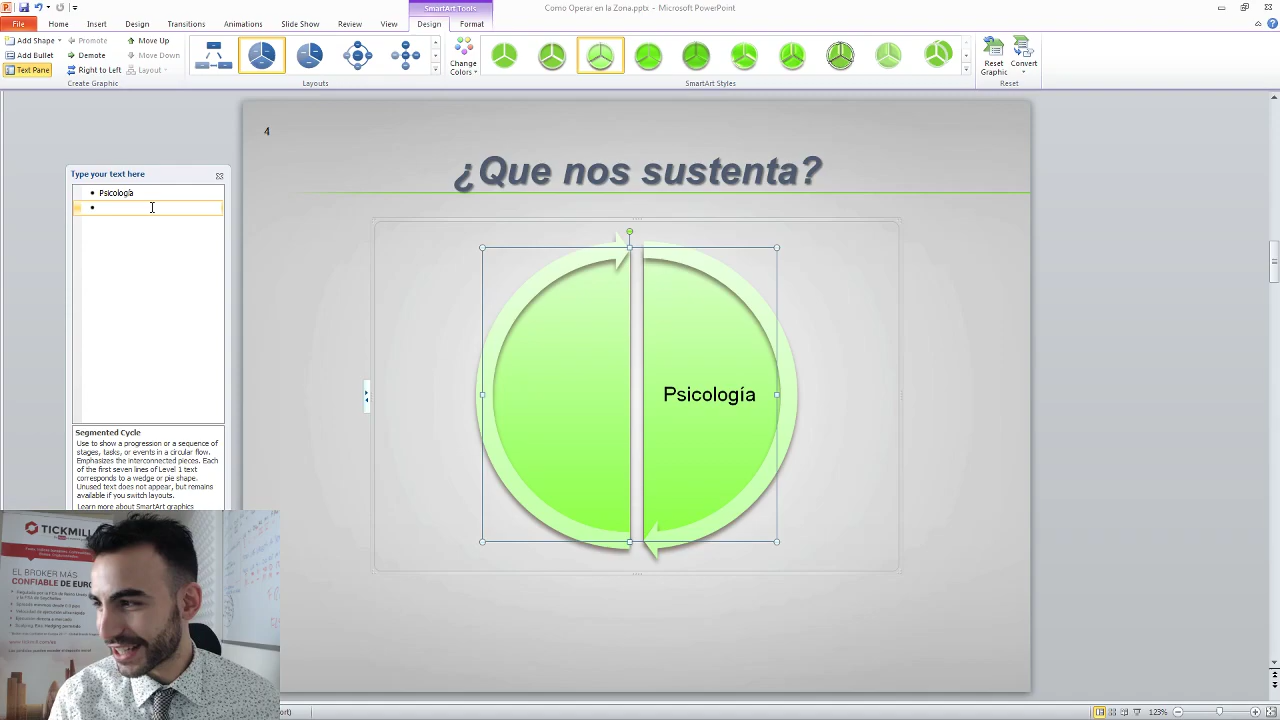 Como Operar en la Zona.pptx - Microsoft PowerPoint
SmartArt Tools
File Home Insert Design Transitions Animations Slide Show Review View Design Format
Add Shape Promote Move Up
Add Bullet Demote Move Down
Text Pane Right to Left Layout
Create Graphic
Layouts
Change Colors
SmartArt Styles
Reset Graphic
Convert
Reset
4
¿Que nos sustenta?
Type your text here
Psicología
Psicología
Segmented Cycle
Use to show a progression or a sequence of
stages, tasks, or events in a circular flow.
Emphasizes the interconnected pieces. Each
of the first seven lines of Level 1 text
corresponds to a wedge or pie shape.
Unused text does not appear, but remains
available if you switch layouts.
Learn more about SmartArt graphics
TICKMILL
EL BROKER MÁS
CONFIABLE DE EURO
123%